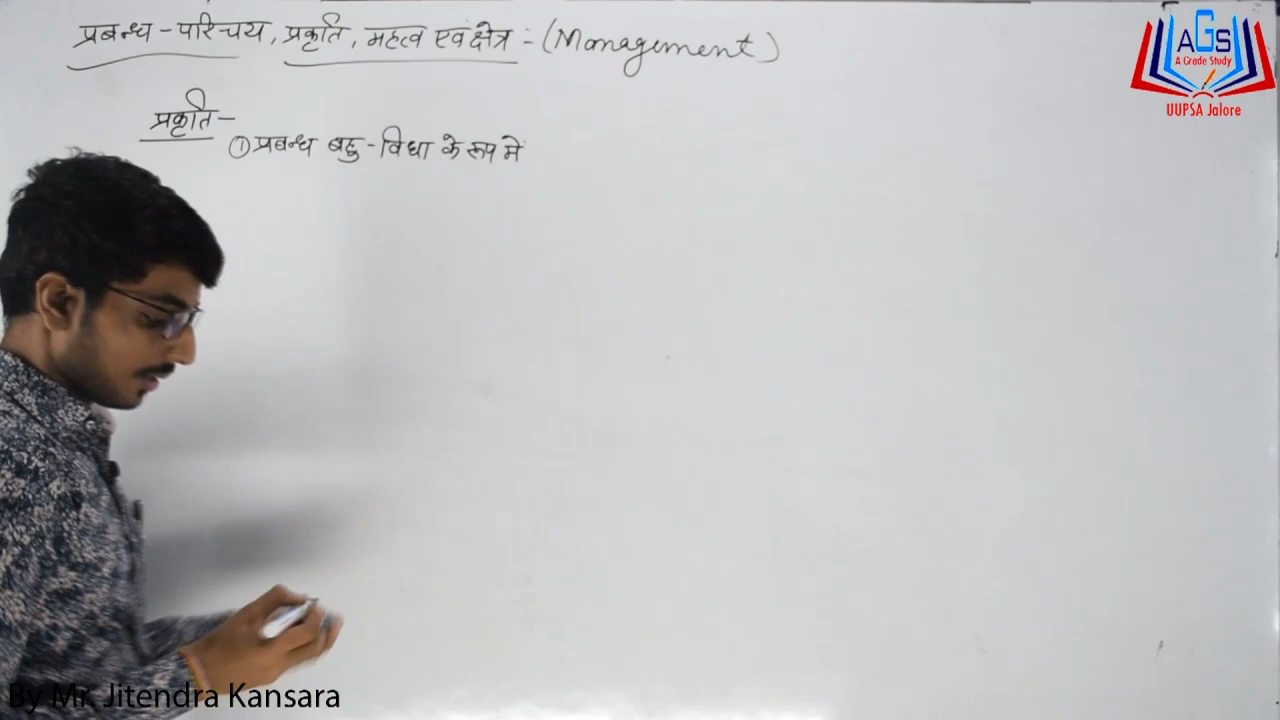 प्रबन्ध - परिचय, प्रकृति, महत्व एवं क्षेत्र :- (Management)
AGS
A Grade Study
UUPSA Jalore
प्रकृति -
① प्रबन्ध बहु - विधा के रूप में
By Mr. Jitendra Kansara